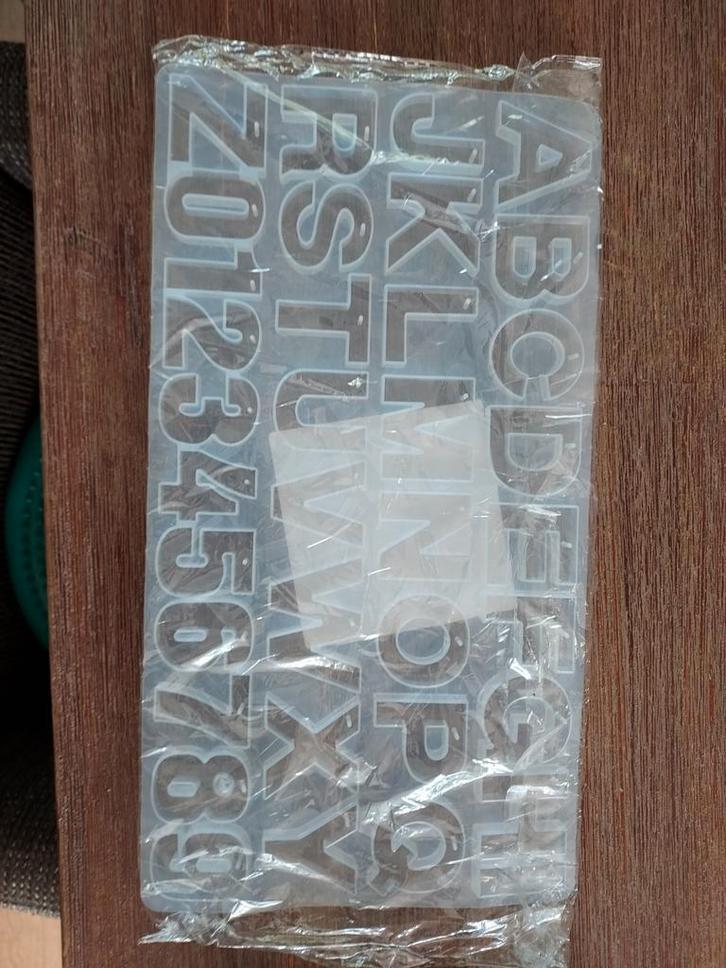 ABCDEFGHI
JKLMNOPQ
RSTUVWXY
Z0123456789